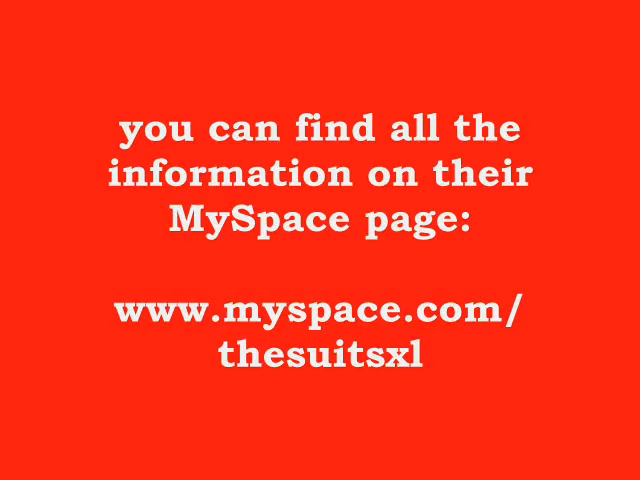 you can find all the
information on their
MySpace page:
www.myspace.com/
thesuitsxl